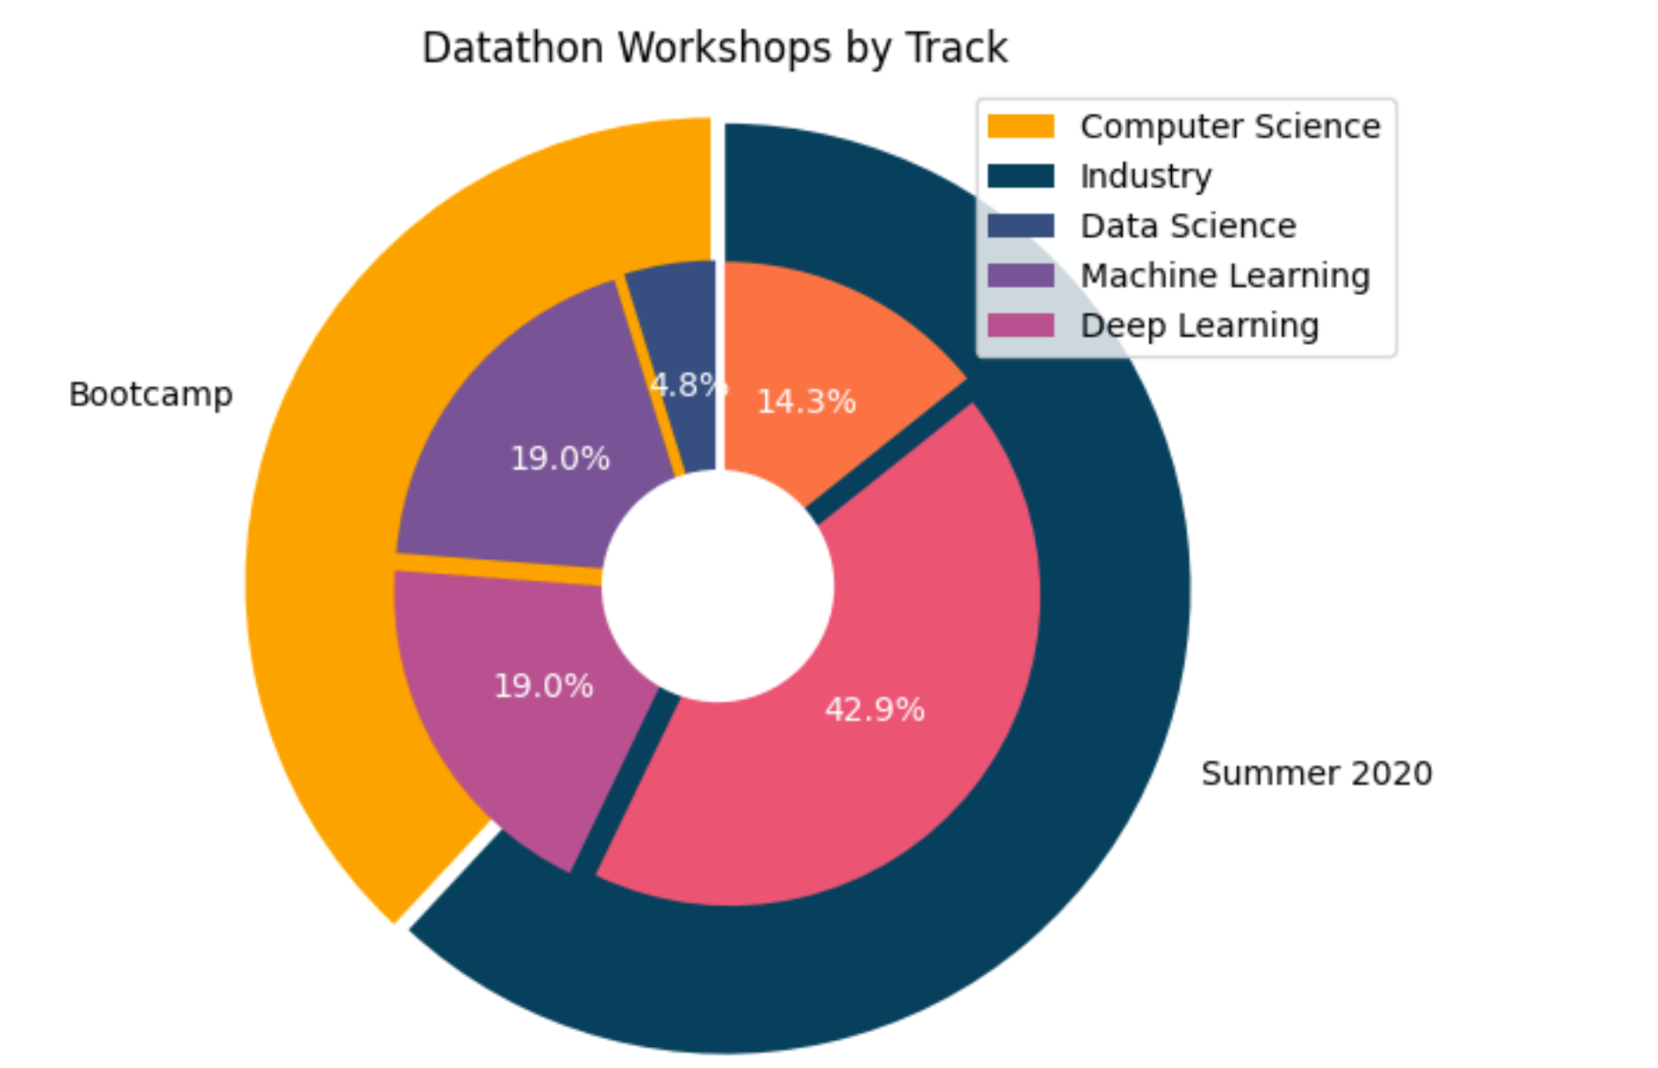 Datathon Workshops by Track
Computer Science
Industry
Data Science
Machine Learning
Deep Learning
Bootcamp
4.8%
14.3%
19.0%
19.0%
42.9%
Summer 2020